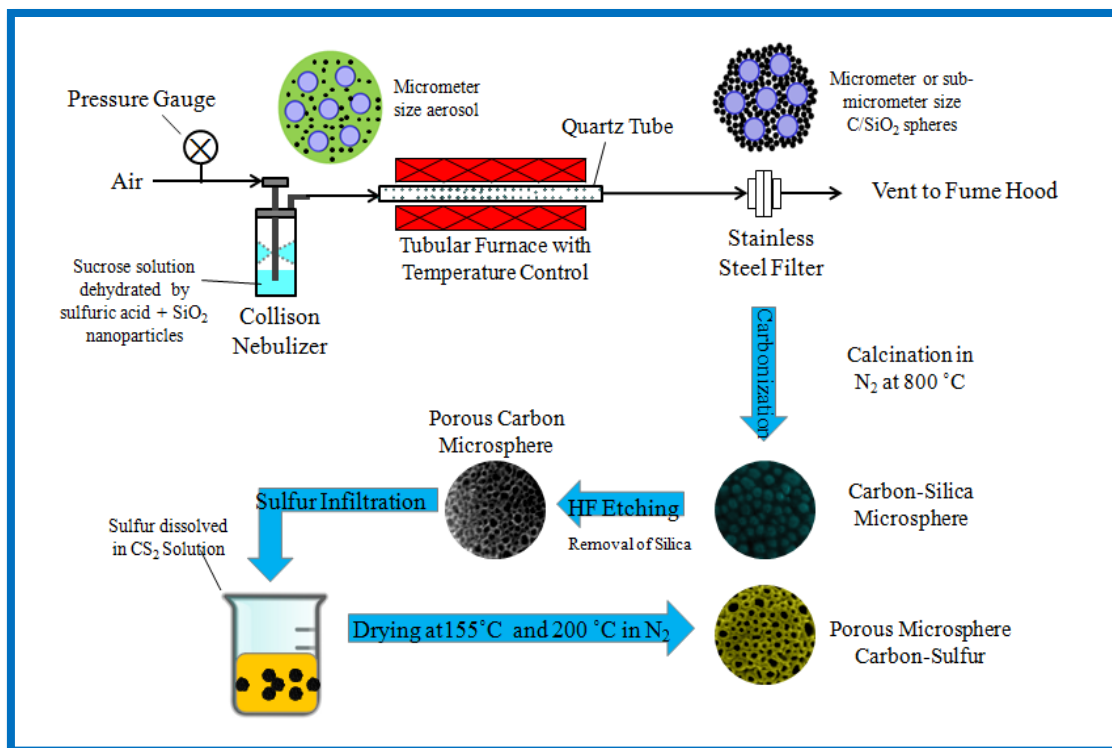 Pressure Gauge
Air
Micrometer
size aerosol
Quartz Tube
Micrometer or sub-
micrometer size
C/SiO₂ spheres
Vent to Fume Hood
Tubular Furnace with
Temperature Control
Stainless
Steel Filter
Sucrose solution
dehydrated by
sulfuric acid + SiO₂
nanoparticles
Collison
Nebulizer
Carbonization
Calcination in
N₂ at 800 ˚C
Porous Carbon
Microsphere
Sulfur Infiltration
HF Etching
Removal of Silica
Carbon-Silica
Microsphere
Sulfur dissolved
in CS₂ Solution
Drying at155˚C and 200 ˚C in N₂
Porous Microsphere
Carbon-Sulfur